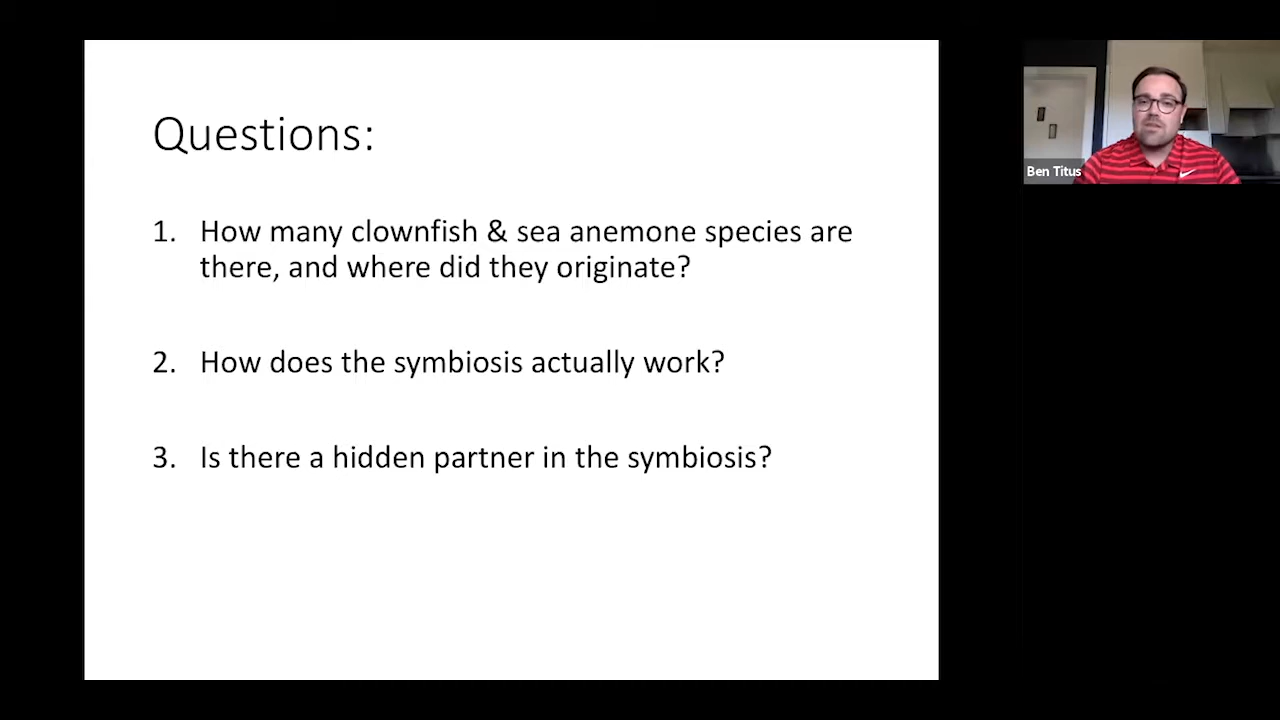 Questions:
1. How many clownfish & sea anemone species are
there, and where did they originate?
2. How does the symbiosis actually work?
3. Is there a hidden partner in the symbiosis?
Ben Titus